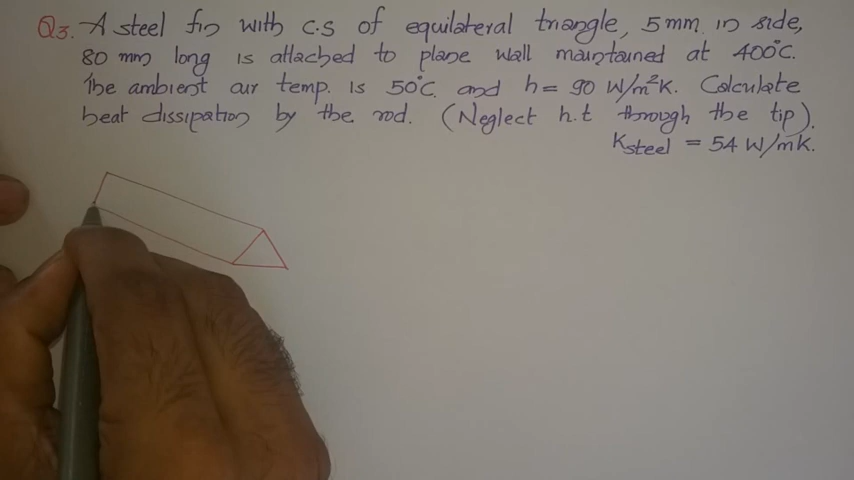 Q3. A steel fin with c.s of equilateral triangle, 5 mm in side,
80 mm long is attached to plane wall maintained at 400°C.
The ambient air temp. is 50°C and h = 90 W/m²K. Calculate
heat dissipation by the rod. (Neglect h.t through the tip).
Ksteel = 54 W/mK.